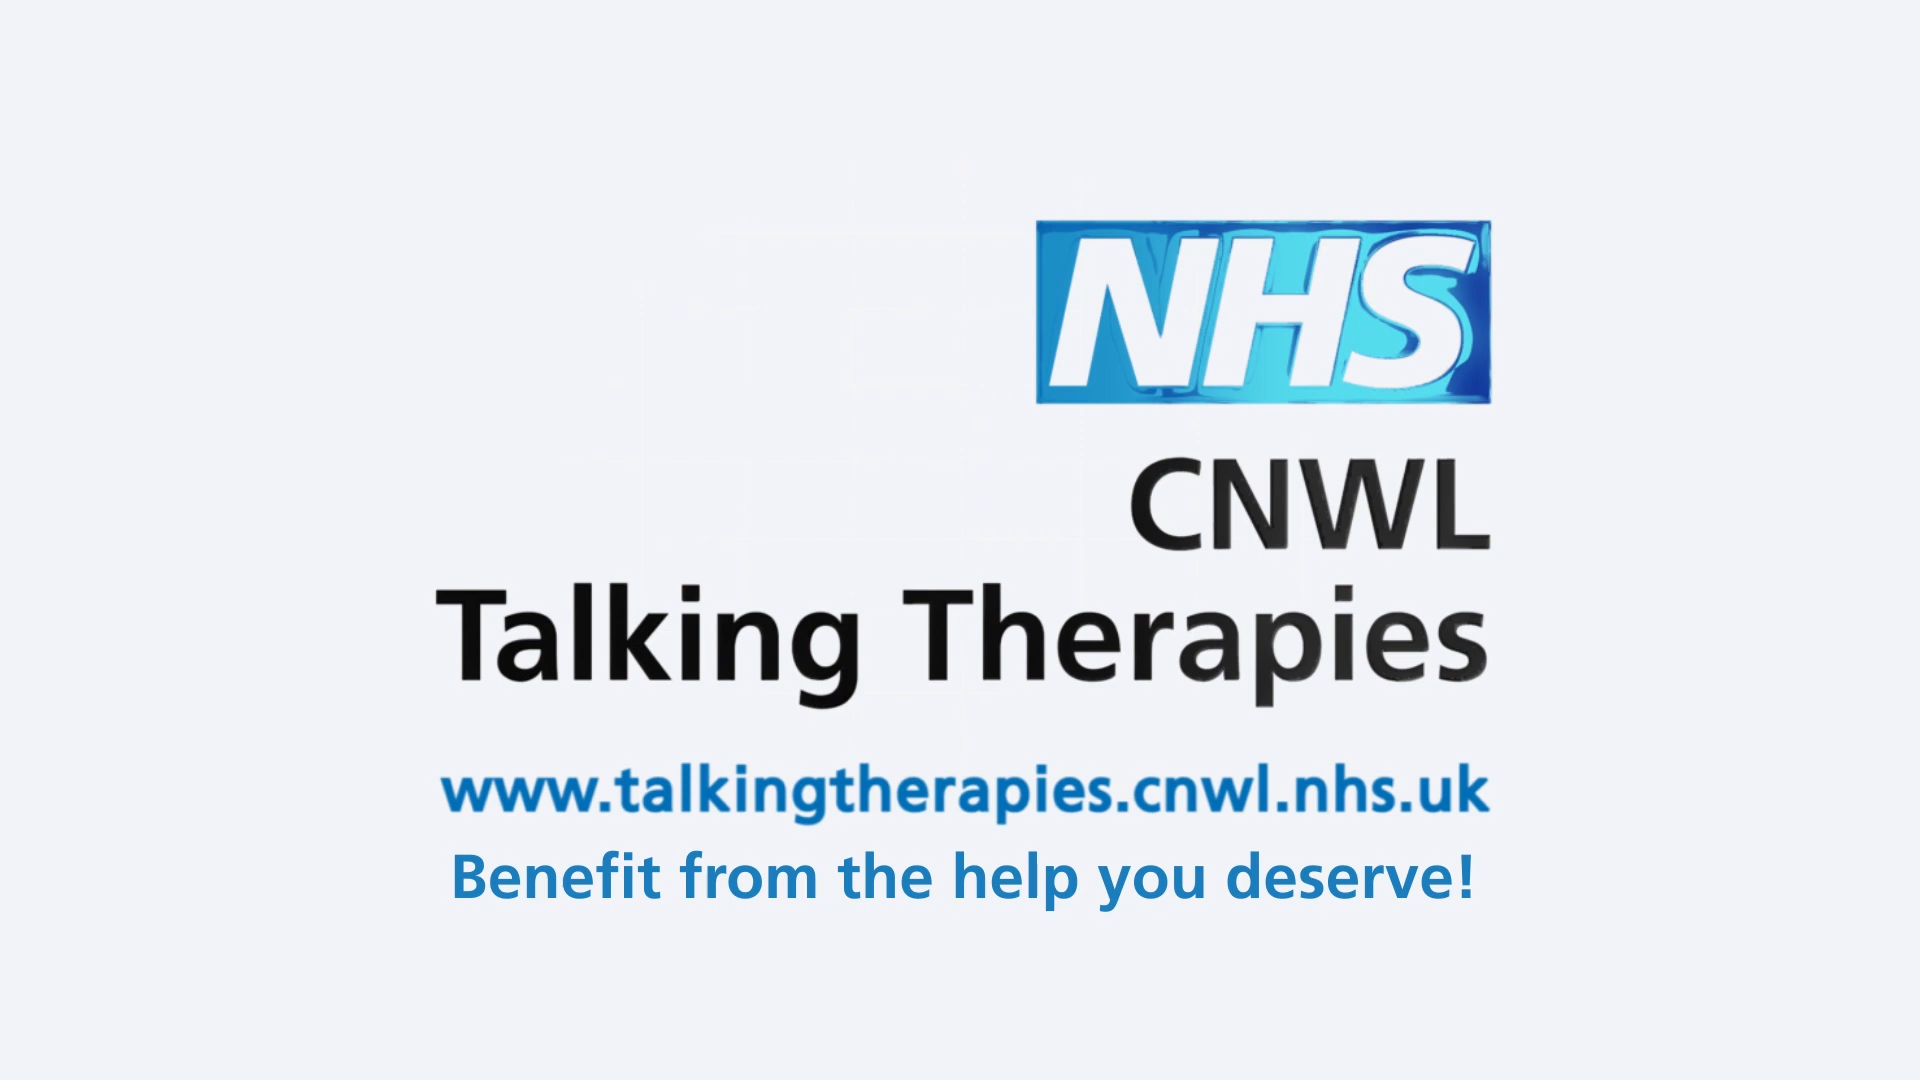 NHS
CNWL
Talking Therapies
www.talkingtherapies.cnwl.nhs.uk
Benefit from the help you deserve!